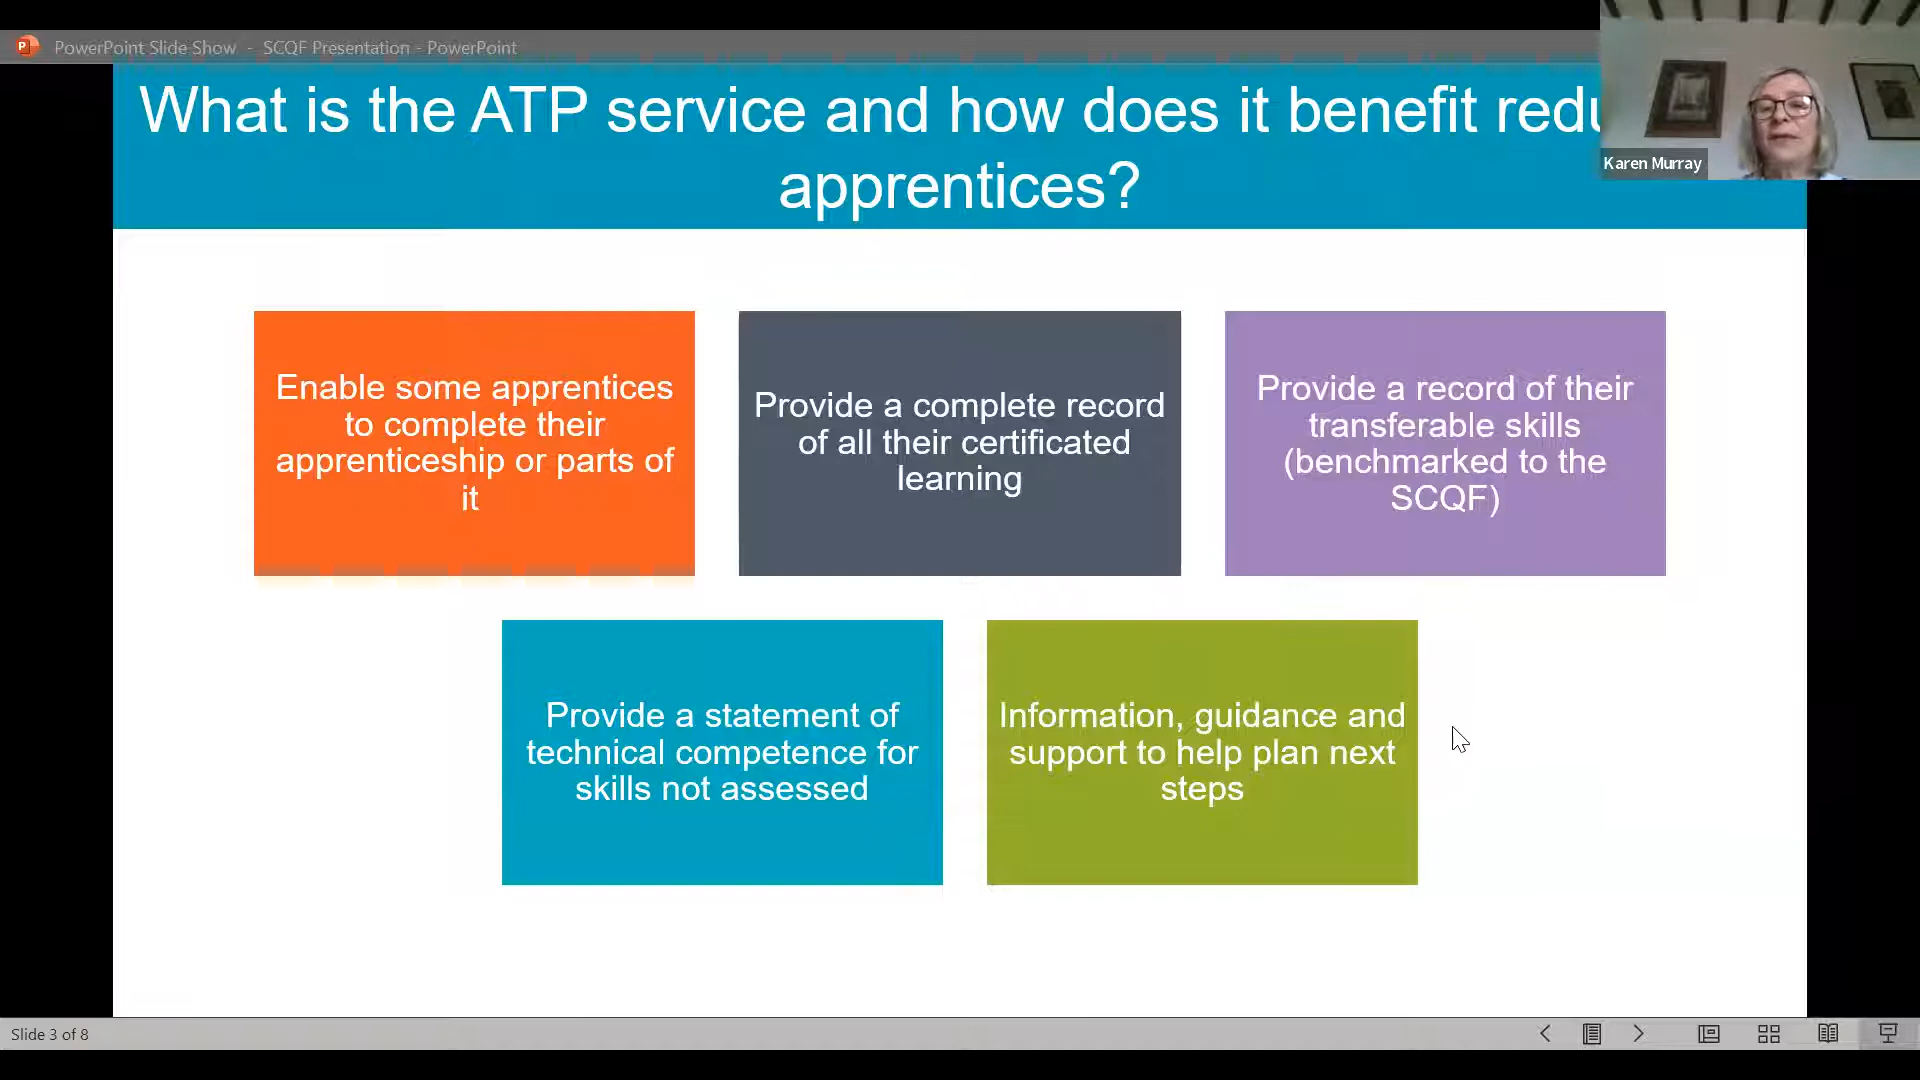 PowerPoint Slide Show - SCQF Presentation - PowerPoint
What is the ATP service and how does it benefit
apprentices?
Karen Murray
Enable some apprentices
to complete their
apprenticeship or parts of
it
Provide a complete record
of all their certificated
learning
Provide a record of their
transferable skills
(benchmarked to the
SCQF)
Provide a statement of
technical competence for
skills not assessed
Information, guidance and
support to help plan next
steps
Slide 3 of 8